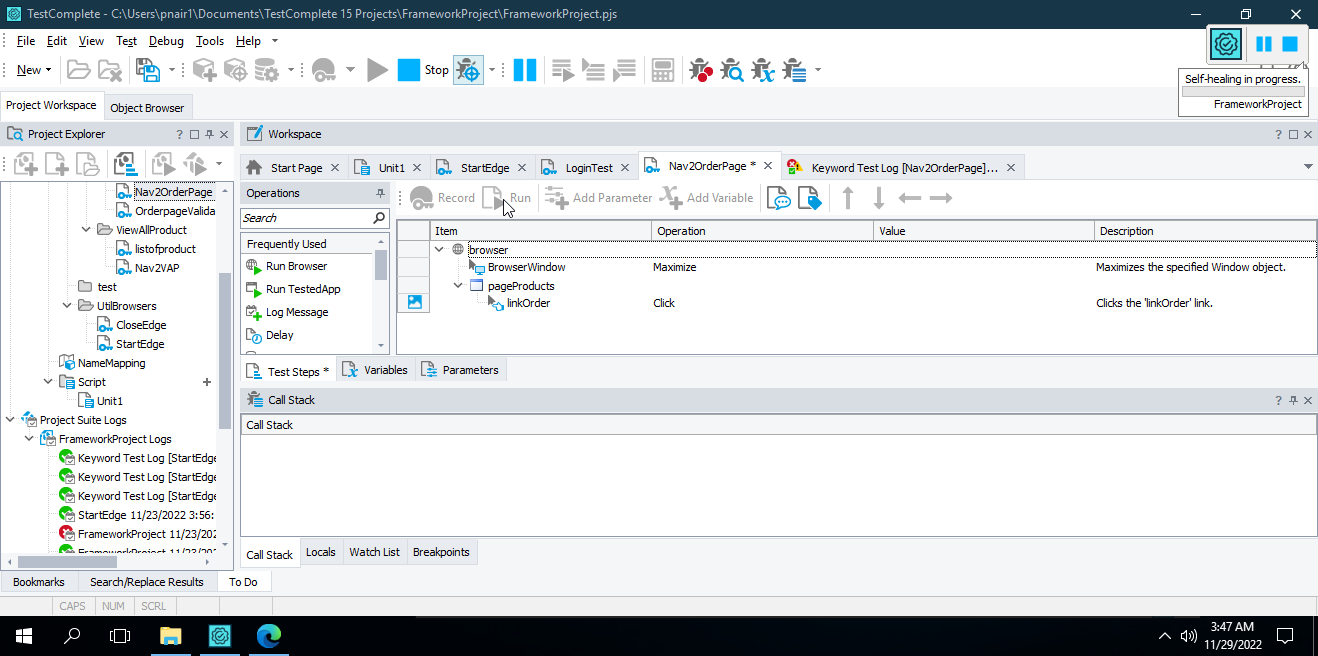 TestComplete - C:\Users\pnair1\Documents\TestComplete 15 Projects\FrameworkProject\FrameworkProject.pjs
File Edit View Test Debug Tools Help
New Stop
Self-healing in progress.
FrameworkProject
Project Workspace Object Browser
Project Explorer
Workspace
Start Page Unit1 StartEdge LoginTest Nav2OrderPage * Keyword Test Log [Nav2OrderPage]...
Operations
Record Run Add Parameter Add Variable
Search
Frequently Used
Run Browser
Run TestedApp
Log Message
Delay
Item Operation Value Description
browser
BrowserWindow Maximize Maximizes the specified Window object.
pageProducts
linkOrder Click Clicks the 'linkOrder' link.
Nav2OrderPage
OrderpageValida
ViewAllProduct
listofproduct
Nav2VAP
test
UtilBrowsers
CloseEdge
StartEdge
NameMapping
Script
Unit1
Project Suite Logs
FrameworkProject Logs
Keyword Test Log [StartEdge
Keyword Test Log [StartEdge
Keyword Test Log [StartEdge
StartEdge 11/23/2022 3:56:
FrameworkProject 11/23/202
FrameworkProject 11/23/202
Test Steps * Variables Parameters
Call Stack
Call Stack
Call Stack Locals Watch List Breakpoints
Bookmarks Search/Replace Results To Do
CAPS NUM SCRL
3:47 AM
11/29/2022